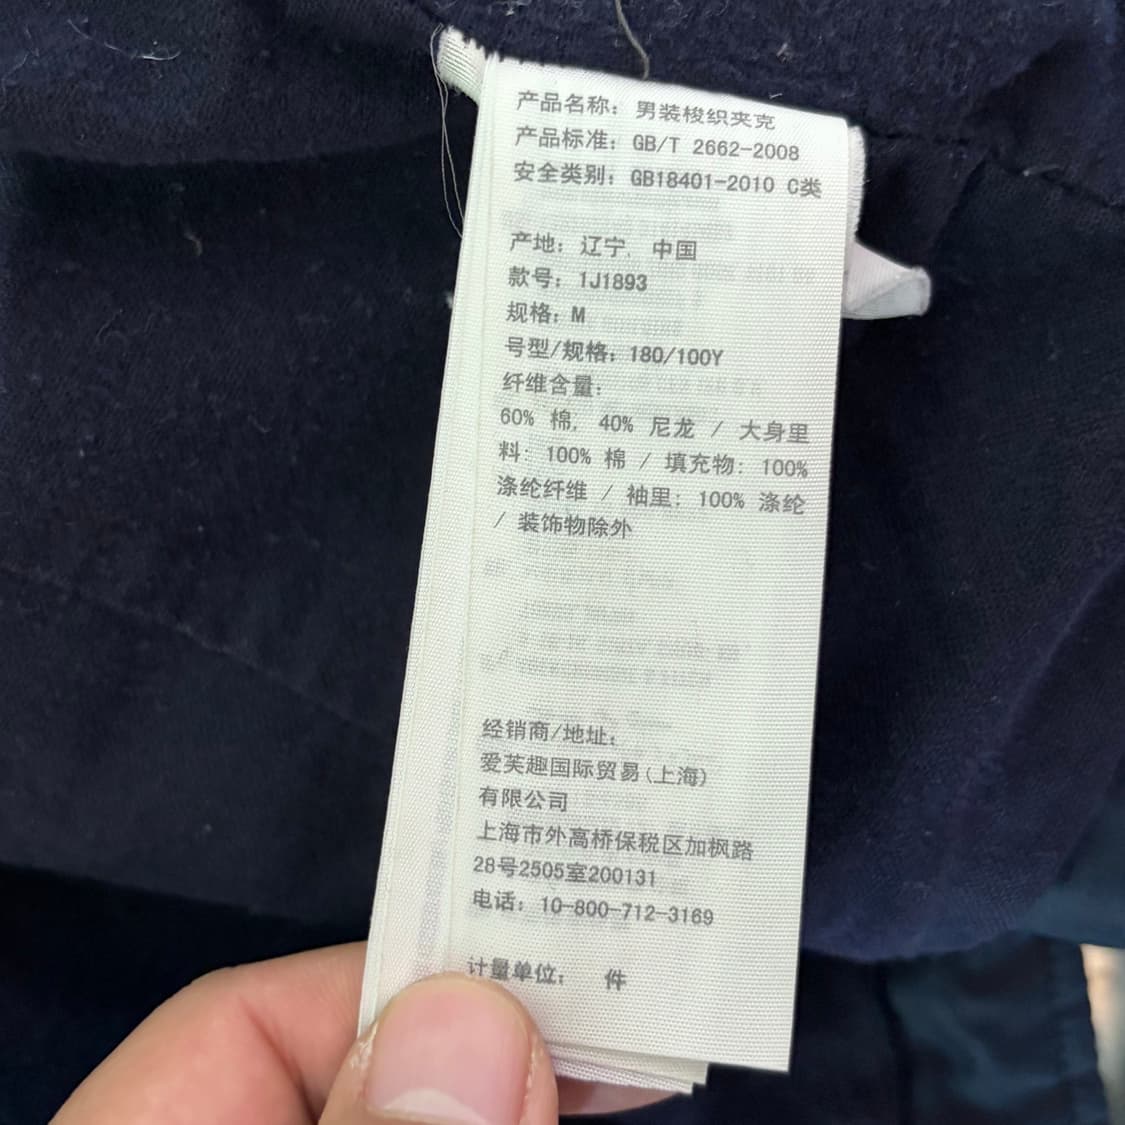 产品名称: 男装梭织夹克
产品标准: GB/T 2662-2008
安全类别: GB18401-2010 C类
产地: 辽宁, 中国
款号: 1J1893
规格: M
号型/规格: 180/100Y
纤维含量:
60% 棉, 40% 尼龙 / 大身里
料: 100% 棉 / 填充物: 100%
涤纶纤维 / 袖里: 100% 涤纶
/ 装饰物除外
经销商/地址:
爱芙趣国际贸易(上海)
有限公司
上海市外高桥保税区加枫路
28号2505室200131
电话: 10-800-712-3169
计量单位: 件